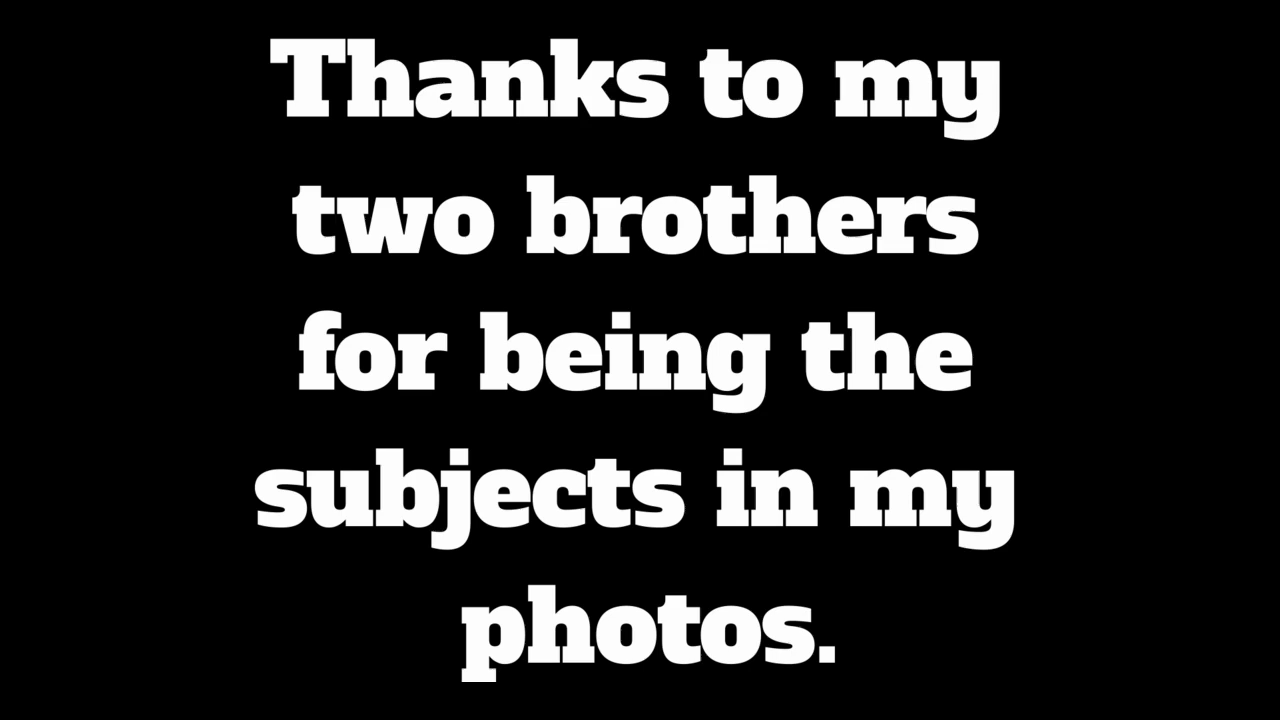 Thanks to my
two brothers
for being the
subjects in my
photos.